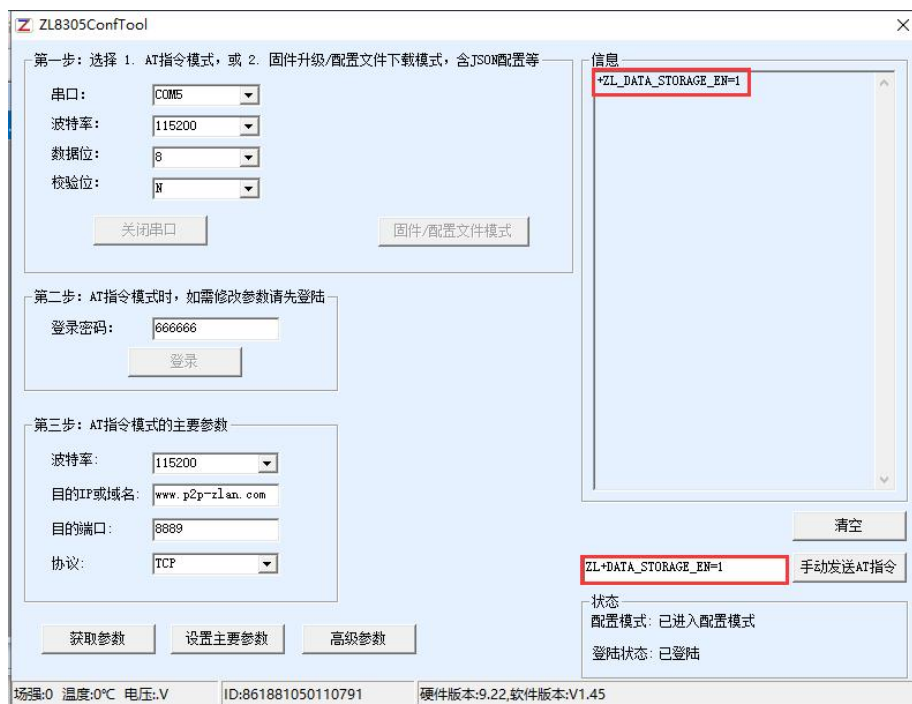 ZL8305ConfTool
第一步: 选择 1. AT指令模式, 或 2. 固件升级/配置文件下载模式, 含JSON配置等
串口: COM5
波特率: 115200
数据位: 8
校验位: N
关闭串口 固件/配置文件模式
第二步: AT指令模式时, 如需修改参数请先登陆
登录密码: 666666
登录
第三步: AT指令模式的主要参数
波特率: 115200
目的IP或域名: www.p2p-zlan.com
目的端口: 8889
协议: TCP
获取参数 设置主要参数 高级参数
信息
+ZL_DATA_STORAGE_EN=1
清空
ZL+DATA_STORAGE_EN=1 手动发送AT指令
状态
配置模式: 已进入配置模式
登陆状态: 已登陆
场强:0 温度:0℃ 电压:.V ID:861881050110791 硬件版本:9.22,软件版本:V1.45